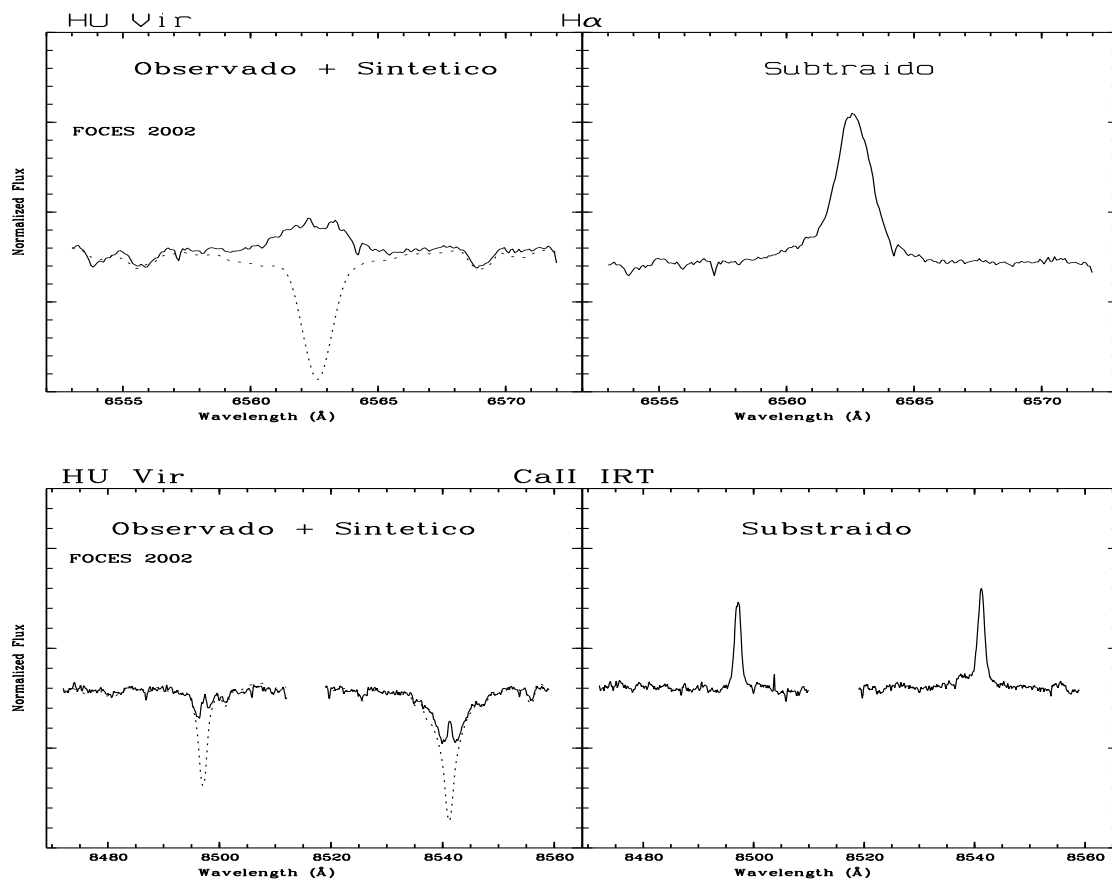 HU Vir Hα
Observado + Sintetico Subtraido
FOCES 2002
Normalized Flux
6555 6560 6565 6570 6555 6560 6565 6570
Wavelength (Å) Wavelength (Å)
HU Vir CaII IRT
Observado + Sintetico Substraido
FOCES 2002
Normalized Flux
8480 8500 8520 8540 8560 8480 8500 8520 8540 8560
Wavelength (Å) Wavelength (Å)